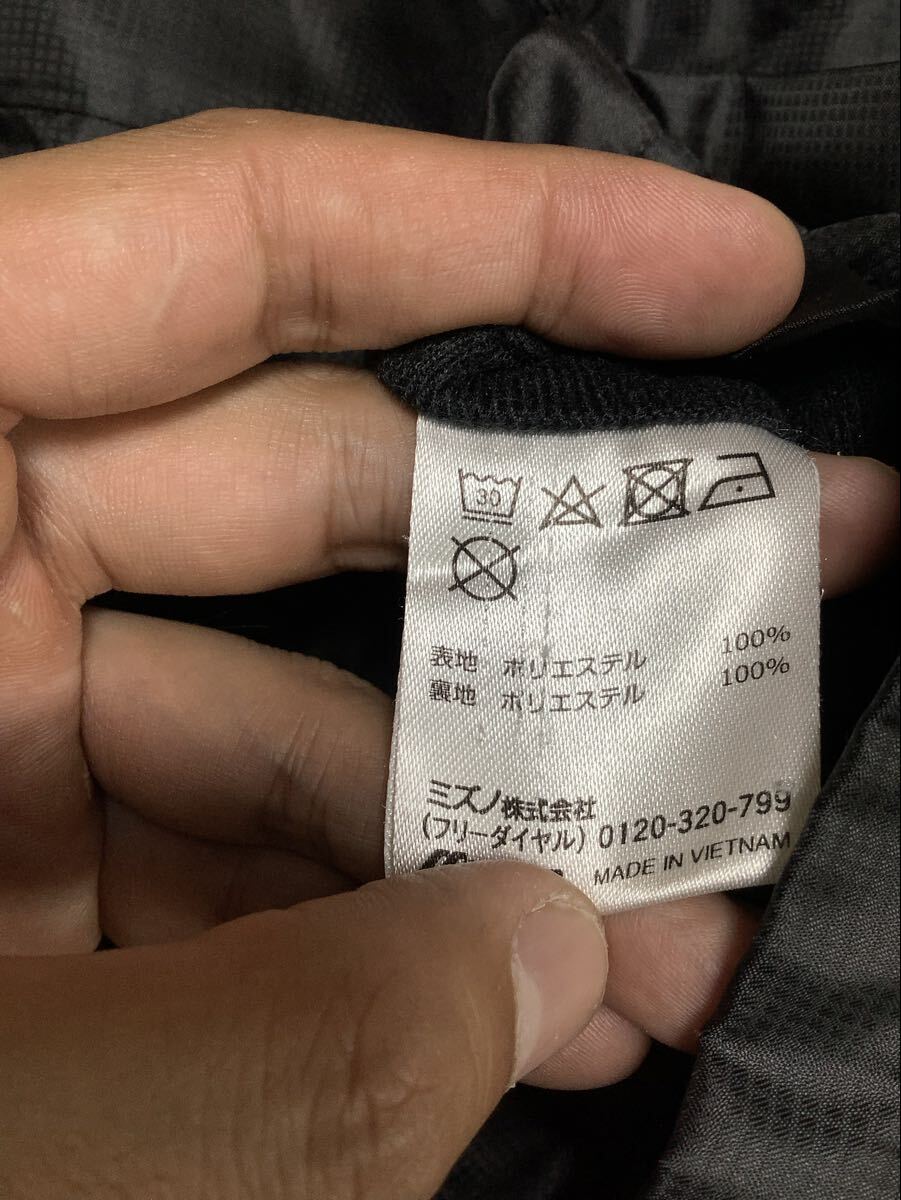 30
表地 ポリエステル 100%
裏地 ポリエステル 100%
ミズノ株式会社
(フリーダイヤル) 0120-320-799
MADE IN VIETNAM